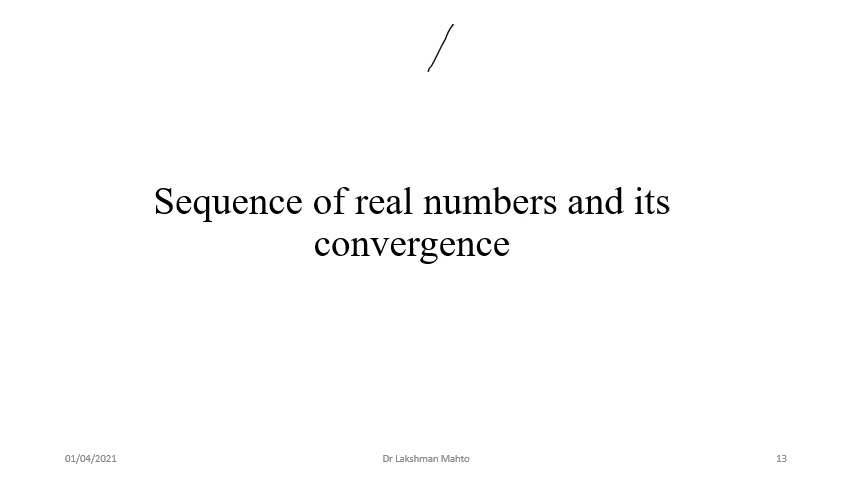 Sequence of real numbers and its
convergence
01/04/2021
Dr Lakshman Mahto
13